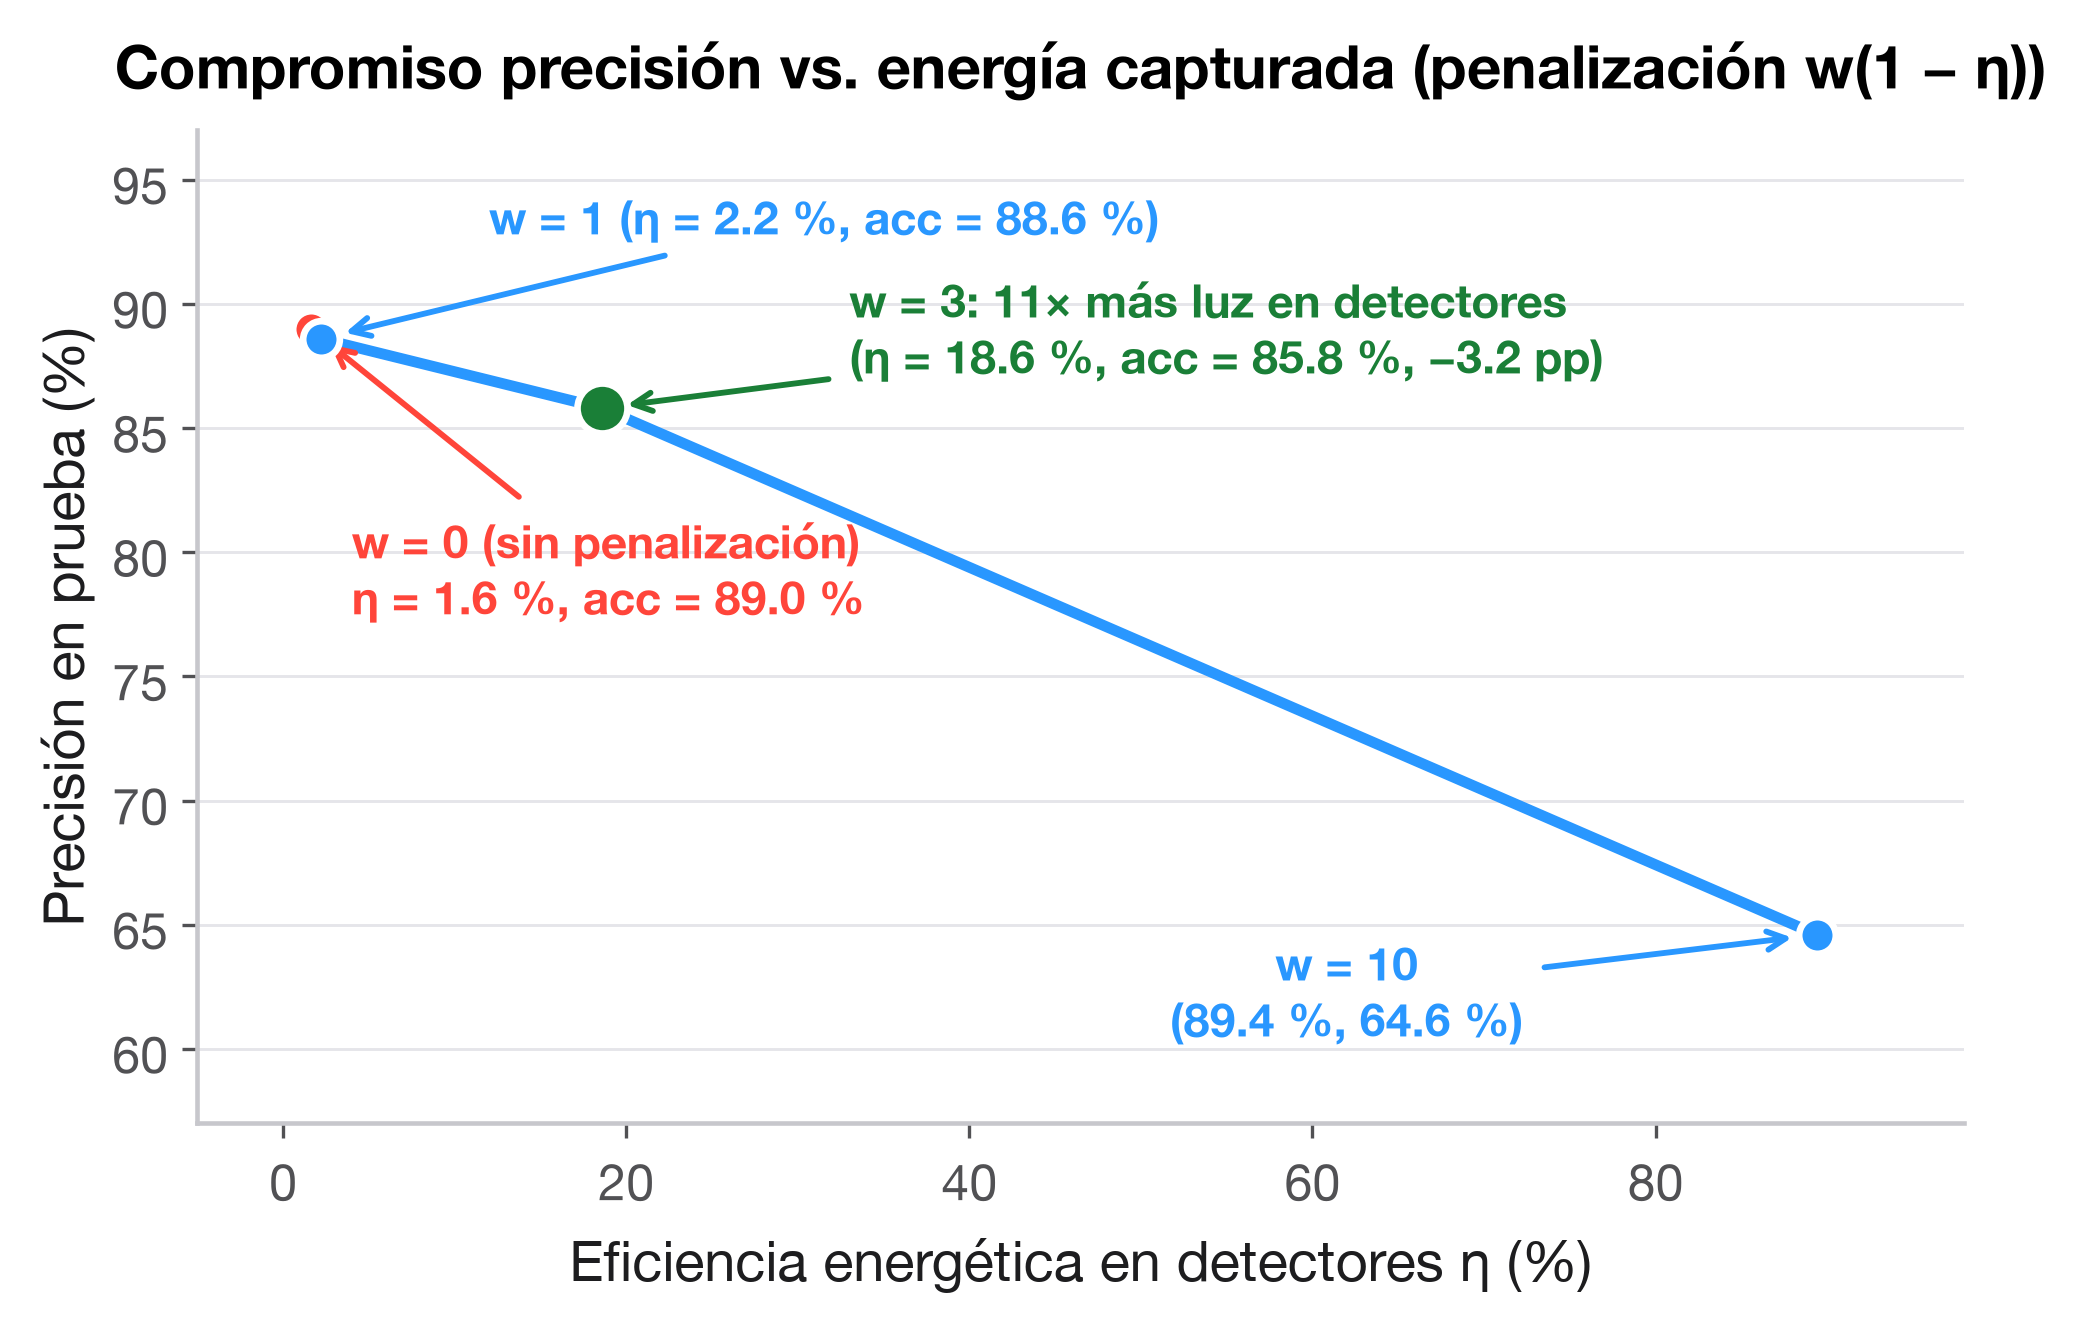 Compromiso precisión vs. energía capturada (penalización w(1 − η))
95
90
85
80
75
70
65
60
Precisión en prueba (%)
w = 1 (η = 2.2 %, acc = 88.6 %)
w = 3: 11× más luz en detectores
(η = 18.6 %, acc = 85.8 %, −3.2 pp)
w = 0 (sin penalización)
η = 1.6 %, acc = 89.0 %
w = 10
(89.4 %, 64.6 %)
0 20 40 60 80
Eficiencia energética en detectores η (%)